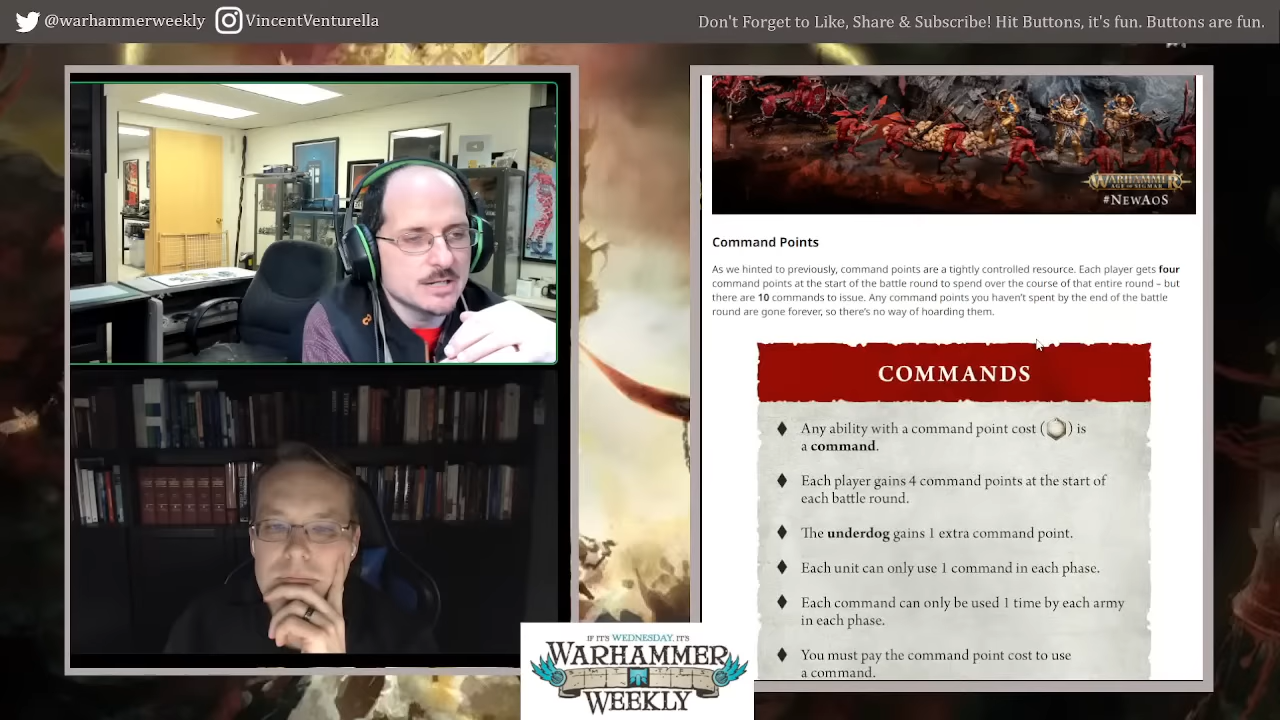 @warhammerweekly VincentVenturella
Don't Forget to Like, Share & Subscribe! Hit Buttons, it's fun. Buttons are fun.
WARHAMMER
AGE OF SIGMAR
#NEWAOS
Command Points
As we hinted to previously, command points are a tightly controlled resource. Each player gets four
command points at the start of the battle round to spend over the course of that entire round – but
there are 10 commands to issue. Any command points you haven't spent by the end of the battle
round are gone forever, so there's no way of hoarding them.
COMMANDS
Any ability with a command point cost ( ) is
a command.
Each player gains 4 command points at the start of
each battle round.
The underdog gains 1 extra command point.
Each unit can only use 1 command in each phase.
Each command can only be used 1 time by each army
in each phase.
You must pay the command point cost to use
a command.
IF IT'S WEDNESDAY, IT'S
WARHAMMER
WEEKLY